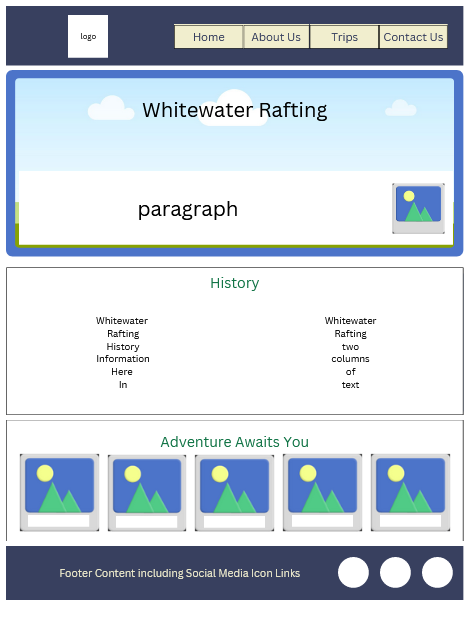 logo
Home
About Us
Trips
Contact Us
Whitewater Rafting
paragraph
History
Whitewater
Rafting
History
Information
Here
In
Whitewater
Rafting
two
columns
of
text
Adventure Awaits You
Footer Content including Social Media Icon Links